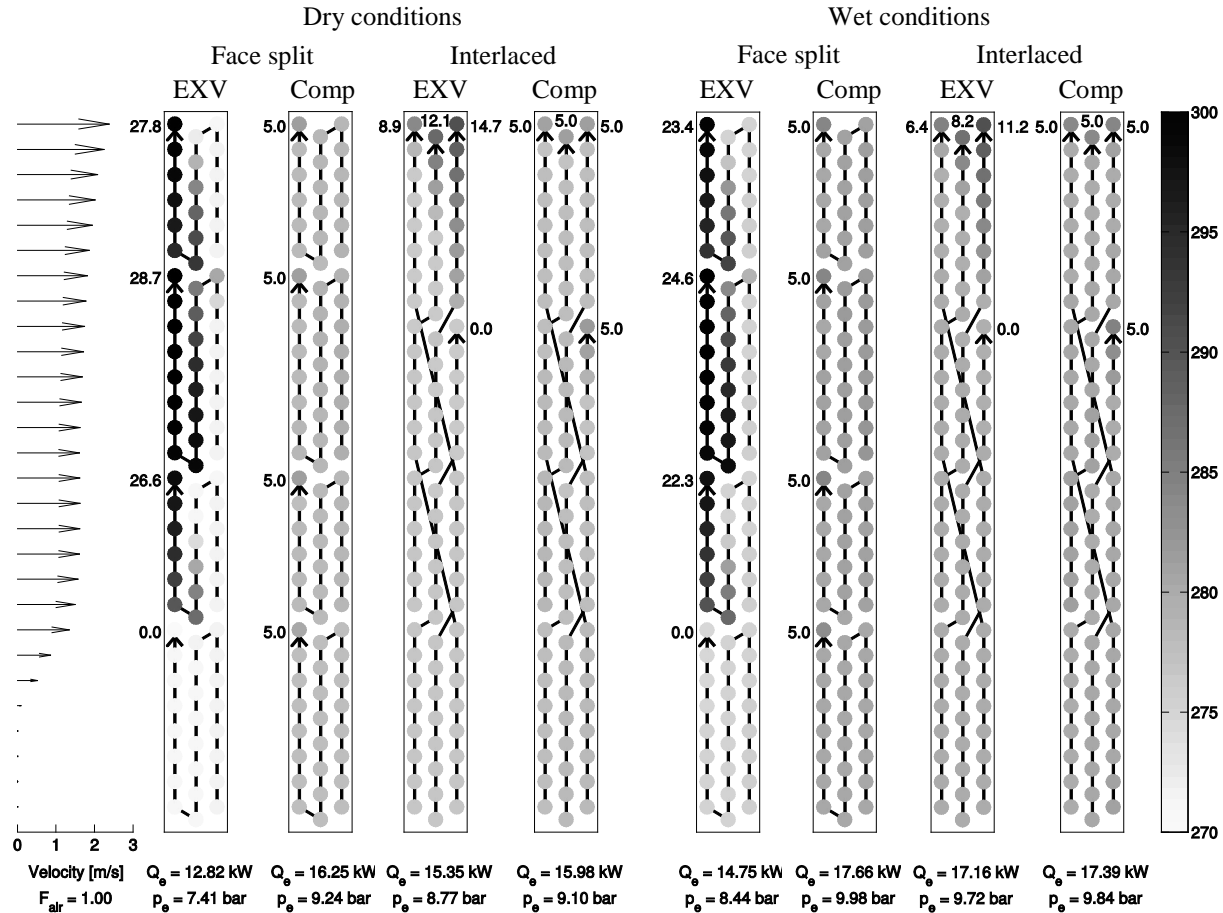 Dry conditions Wet conditions
Face split Interlaced Face split Interlaced
EXV Comp EXV Comp EXV Comp EXV Comp
27.8 5.0 8.9 12.1 14.7 5.0 5.0 5.0 23.4 5.0 6.4 8.2 11.2 5.0 5.0 5.0 300
295
28.7 5.0 24.6 5.0
0.0 5.0 0.0 5.0
290
26.6 5.0 22.3 5.0
285
280
0.0 5.0 0.0 5.0
275
270
0 1 2 3
Velocity [m/s] Q_e = 12.82 kW Q_e = 16.25 kW Q_e = 15.35 kW Q_e = 15.98 kW Q_e = 14.75 kW Q_e = 17.66 kW Q_e = 17.16 kW Q_e = 17.39 kW
F_air = 1.00 p_e = 7.41 bar p_e = 9.24 bar p_e = 8.77 bar p_e = 9.10 bar p_e = 8.44 bar p_e = 9.98 bar p_e = 9.72 bar p_e = 9.84 bar